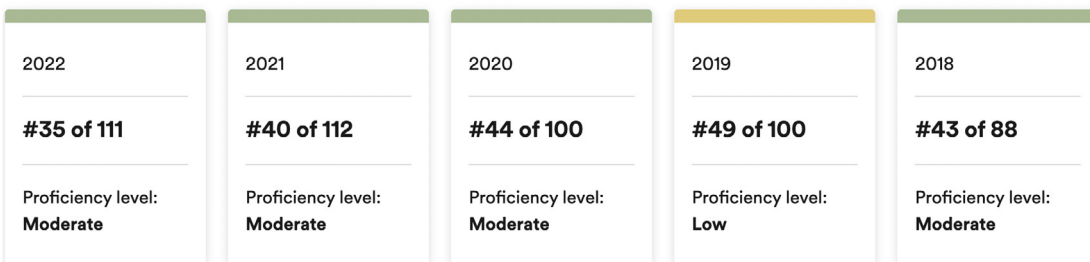 2022
#35 of 111
Proficiency level:
Moderate
2021
#40 of 112
Proficiency level:
Moderate
2020
#44 of 100
Proficiency level:
Moderate
2019
#49 of 100
Proficiency level:
Low
2018
#43 of 88
Proficiency level:
Moderate